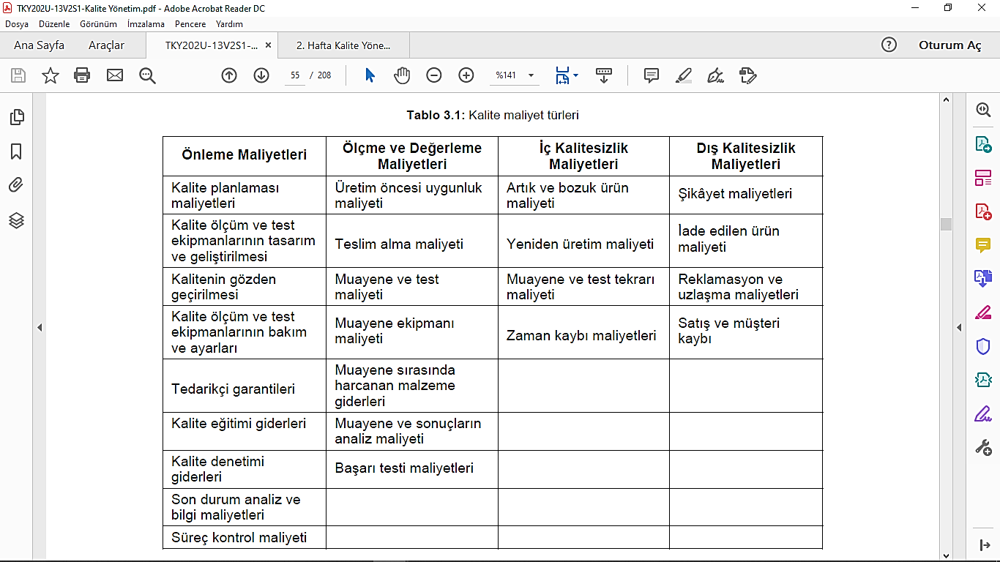 TKY202U-13V2S1-Kalite Yönetim.pdf - Adobe Acrobat Reader DC
Dosya Düzenle Görünüm İmzalama Pencere Yardım
Ana Sayfa Araçlar TKY202U-13V2S1-... × 2. Hafta Kalite Yöne... Oturum Aç
55 / 208 %141
Tablo 3.1: Kalite maliyet türleri
Önleme Maliyetleri
Ölçme ve Değerleme
Maliyetleri
İç Kalitesizlik
Maliyetleri
Dış Kalitesizlik
Maliyetleri
Kalite planlaması
maliyetleri
Üretim öncesi uygunluk
maliyeti
Artık ve bozuk ürün
maliyeti
Şikâyet maliyetleri
Kalite ölçüm ve test
ekipmanlarının tasarım
ve geliştirilmesi
Teslim alma maliyeti
Yeniden üretim maliyeti
İade edilen ürün
maliyeti
Kalitenin gözden
geçirilmesi
Muayene ve test
maliyeti
Muayene ve test tekrarı
maliyeti
Reklamasyon ve
uzlaşma maliyetleri
Kalite ölçüm ve test
ekipmanlarının bakım
ve ayarları
Muayene ekipmanı
maliyeti
Zaman kaybı maliyetleri
Satış ve müşteri
kaybı
Tedarikçi garantileri
Muayene sırasında
harcanan malzeme
giderleri
Kalite eğitimi giderleri
Muayene ve sonuçların
analiz maliyeti
Kalite denetimi
giderleri
Başarı testi maliyetleri
Son durum analiz ve
bilgi maliyetleri
Süreç kontrol maliyeti